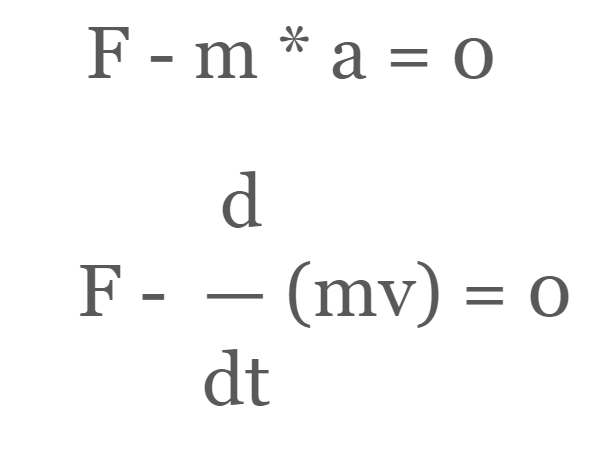 F - m * a = 0
d
F - — (mv) = 0
dt